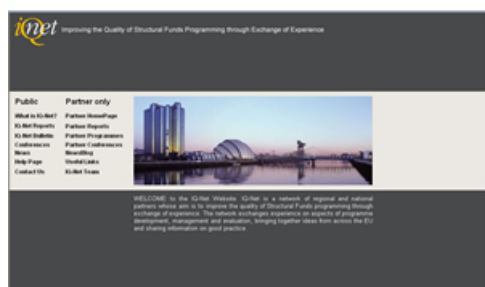 iQnet Improving the Quality of Structural Funds Programming through Exchange of Experience
Public
What is IQ-Net?
IQ-Net Reports
IQ-Net Bulletin
Conferences
News
Help Page
Contact Us
Partner only
Partner HomePage
Partner Reports
Partner Programmes
Partner Conferences
NewsBlog
Useful Links
IQ-Net Team
WELCOME to the IQ-Net Website. IQ-Net is a network of regional and national
partners whose aim is to improve the quality of Structural Funds programming through
exchange of experience. The network exchanges experience on aspects of programme
development, management and evaluation, bringing together ideas from across the EU
and sharing information on good practice.